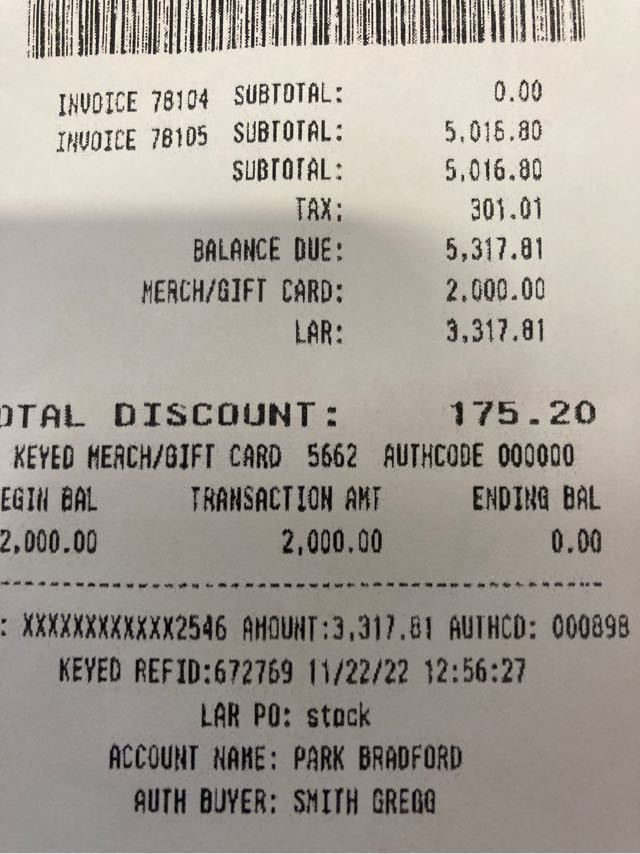 INVOICE 78104 SUBTOTAL: 0.00
INVOICE 78105 SUBTOTAL: 5,016.80
SUBTOTAL: 5,016.80
TAX: 301.01
BALANCE DUE: 5,317.81
MERCH/GIFT CARD: 2,000.00
LAR: 3,317.81
OTAL DISCOUNT: 175.20
KEYED MERCH/GIFT CARD 5662 AUTHCODE 000000
EGIN BAL TRANSACTION AMT ENDING BAL
2,000.00 2,000.00 0.00
: XXXXXXXXXXXX2546 AMOUNT:3,317.81 AUTHCD: 000898
KEYED REFID:672769 11/22/22 12:56:27
LAR PO: stock
ACCOUNT NAME: PARK BRADFORD
AUTH BUYER: SMITH GREGG